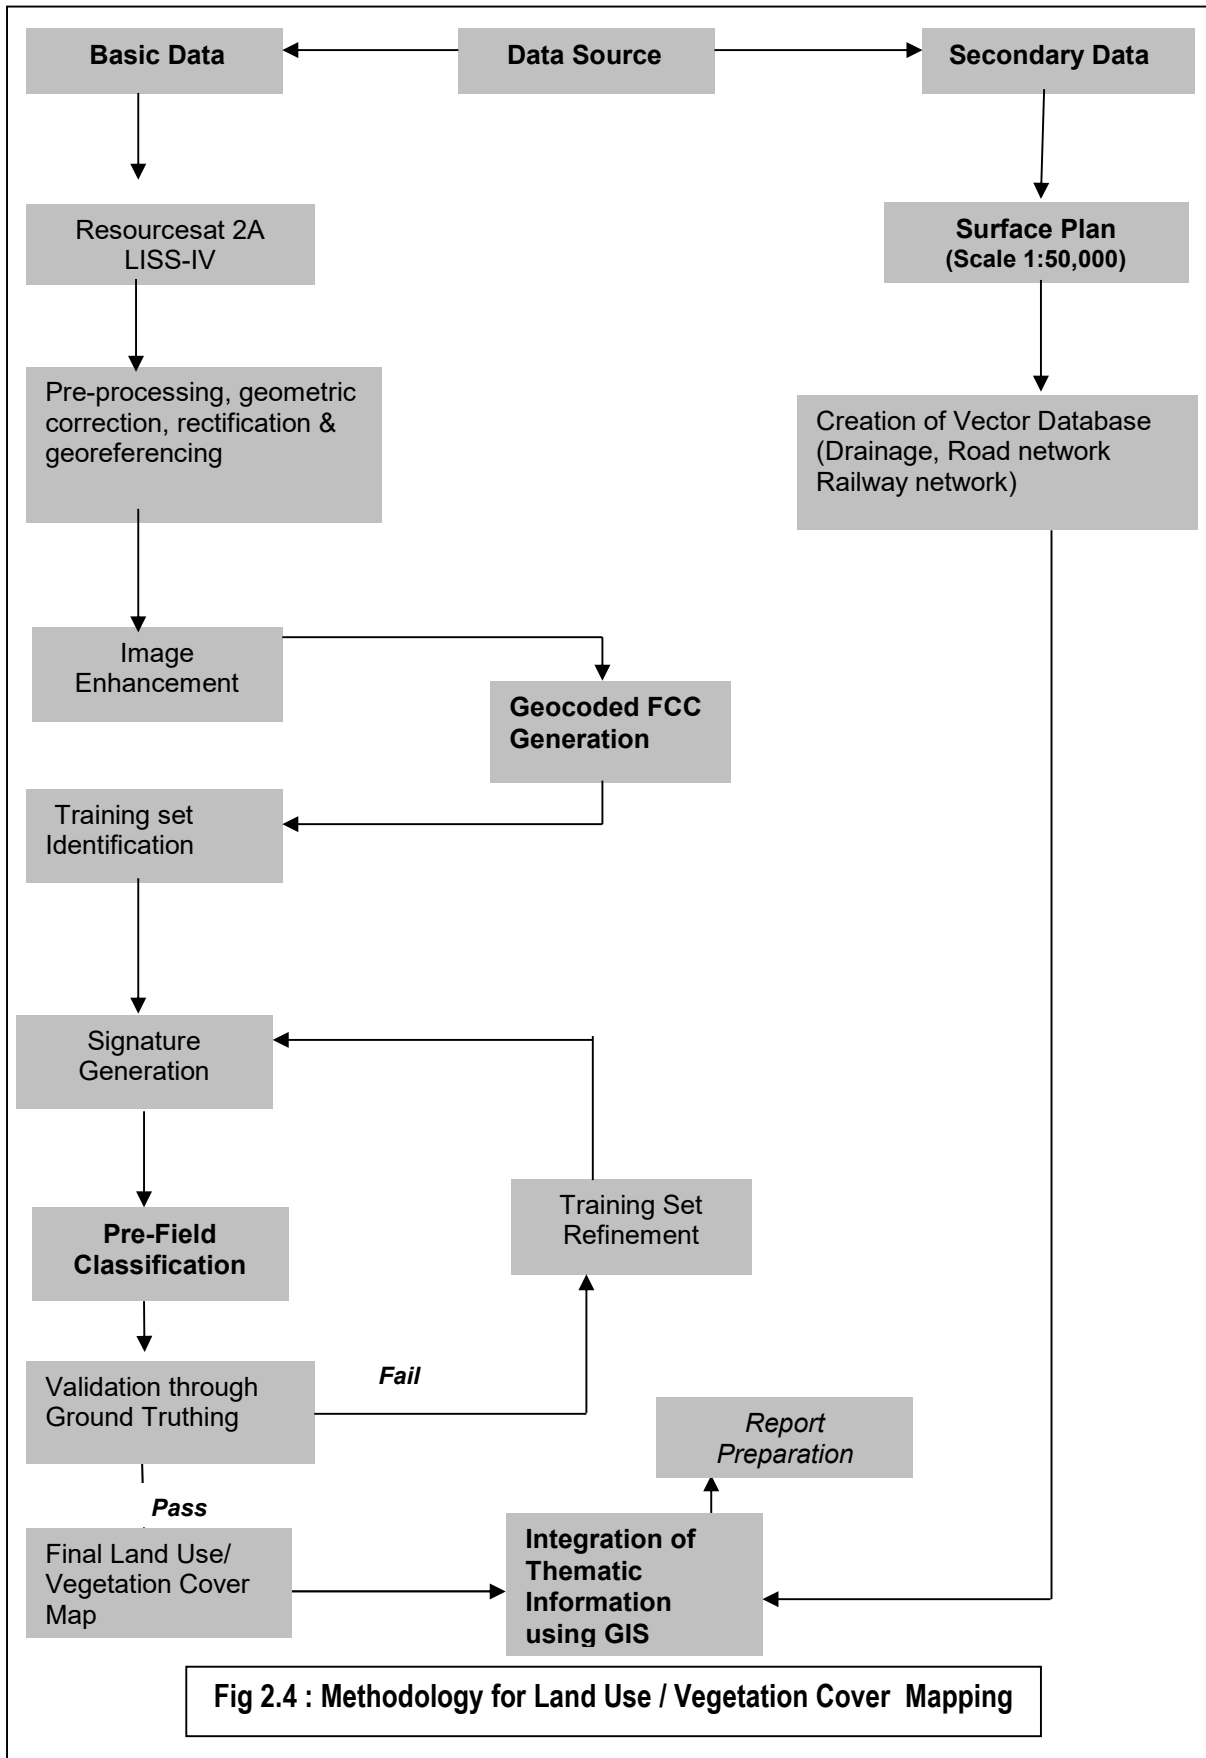 Basic Data
Data Source
Secondary Data
Resourcesat 2A
LISS-IV
Surface Plan
(Scale 1:50,000)
Pre-processing, geometric
correction, rectification &
georeferencing
Creation of Vector Database
(Drainage, Road network
Railway network)
Image
Enhancement
Geocoded FCC
Generation
Training set
Identification
Signature
Generation
Training Set
Refinement
Pre-Field
Classification
Validation through
Ground Truthing
Fail
Report
Preparation
Pass
Final Land Use/
Vegetation Cover
Map
Integration of
Thematic
Information
using GIS
Fig 2.4 : Methodology for Land Use / Vegetation Cover Mapping